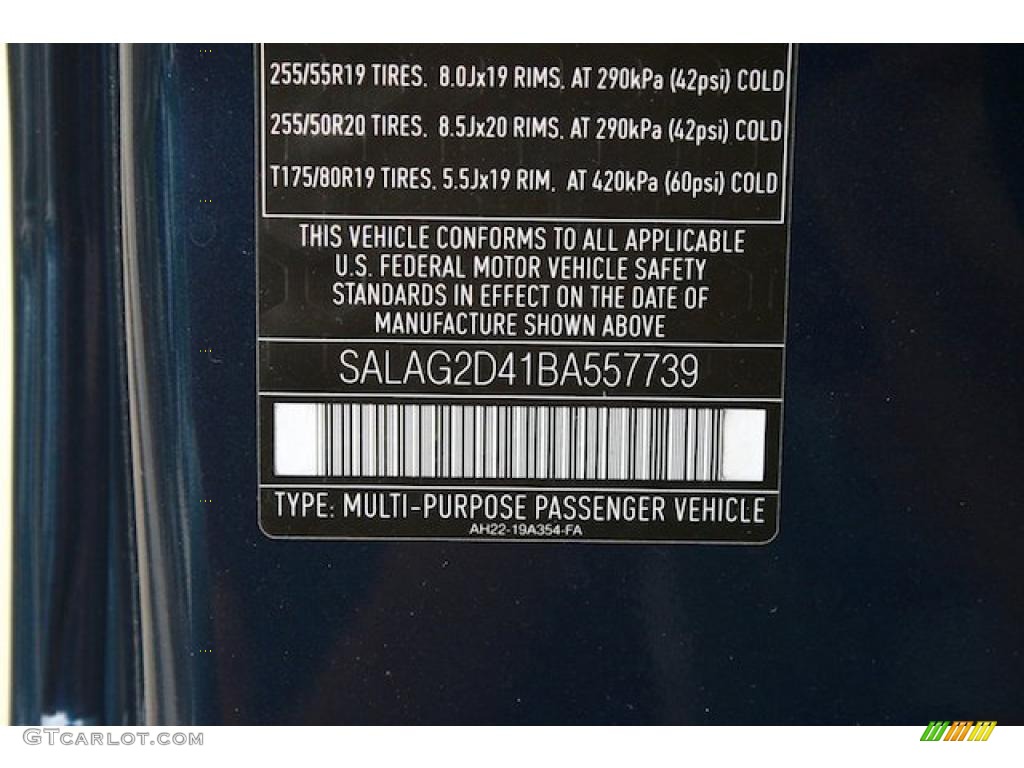 255/55R19 TIRES. 8.0Jx19 RIMS. AT 290kPa (42psi) COLD
255/50R20 TIRES. 8.5Jx20 RIMS. AT 290kPa (42psi) COLD
T175/80R19 TIRES. 5.5Jx19 RIM. AT 420kPa (60psi) COLD
THIS VEHICLE CONFORMS TO ALL APPLICABLE
U.S. FEDERAL MOTOR VEHICLE SAFETY
STANDARDS IN EFFECT ON THE DATE OF
MANUFACTURE SHOWN ABOVE
SALAG2D41BA557739
TYPE: MULTI-PURPOSE PASSENGER VEHICLE
AH22-19A354-FA
GTCARLOT.COM